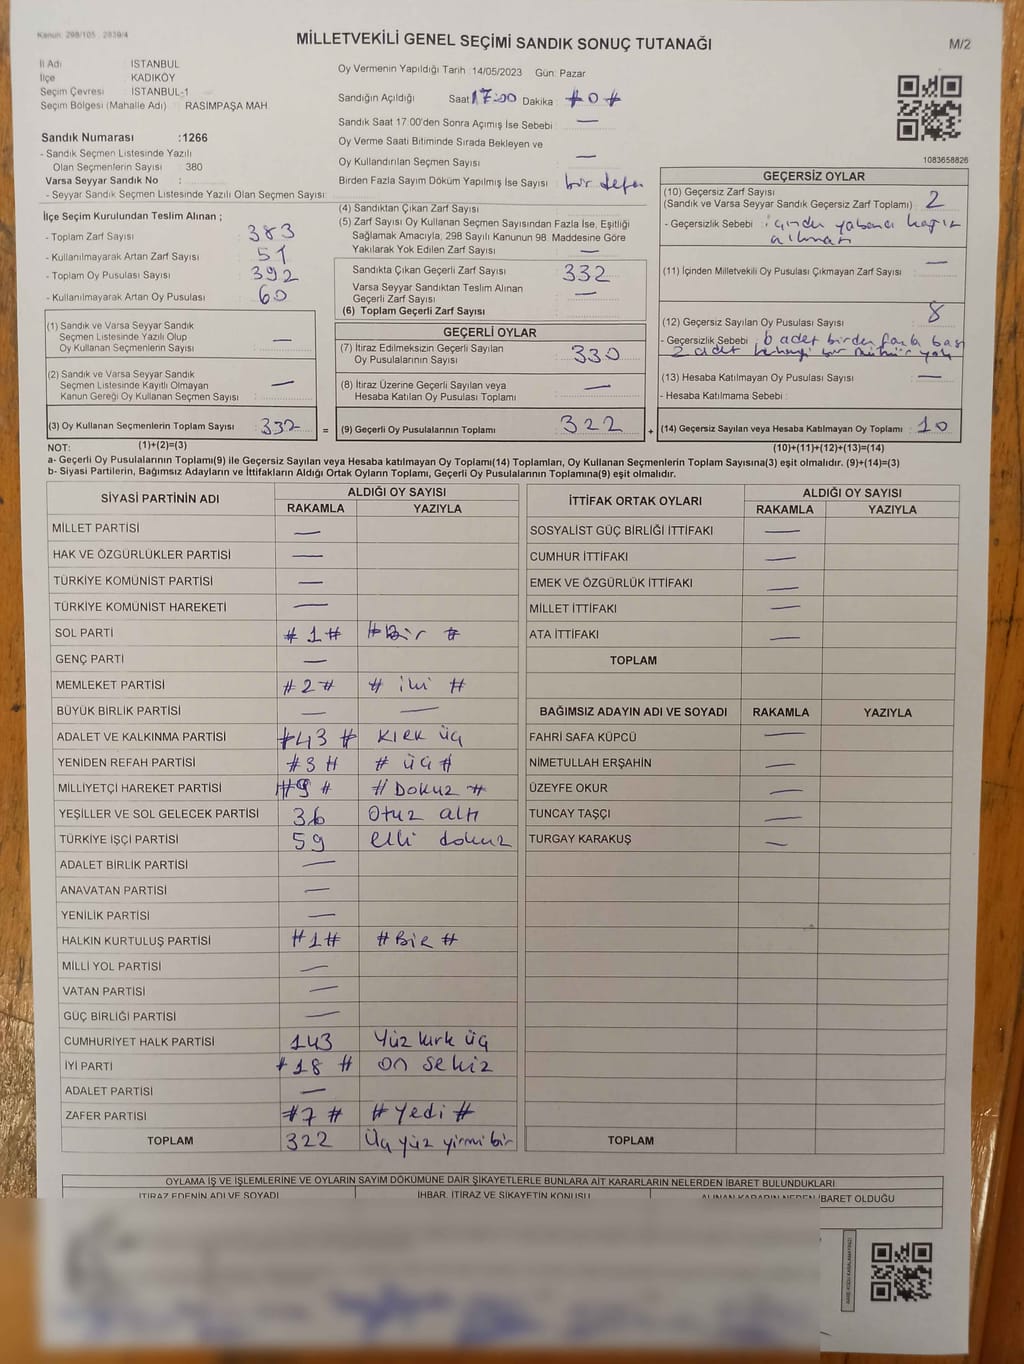 Kanun: 298/105 , 2839/4
MİLLETVEKİLİ GENEL SEÇİMİ SANDIK SONUÇ TUTANAĞI
M/2
İl Adı : İSTANBUL
İlçe : KADIKÖY
Seçim Çevresi : İSTANBUL-1
Seçim Bölgesi (Mahalle Adı) : RASİMPAŞA MAH.
Oy Vermenin Yapıldığı Tarih :14/05/2023 Gün: Pazar
Sandığın Açıldığı Saat 17:00 Dakika # 0 #
Sandık Saat 17.00'den Sonra Açımış İse Sebebi : —
Oy Verme Saati Bitiminde Sırada Bekleyen ve
Oy Kullandırılan Seçmen Sayısı : —
Birden Fazla Sayım Döküm Yapılmış İse Sayısı : bir defa
Sandık Numarası :1266
- Sandık Seçmen Listesinde Yazılı
Olan Seçmenlerin Sayısı : 380
Varsa Seyyar Sandık No :
- Seyyar Sandık Seçmen Listesinde Yazılı Olan Seçmen Sayısı:
1083658826
İlçe Seçim Kurulundan Teslim Alınan ;
- Toplam Zarf Sayısı : 383
- Kullanılmayarak Artan Zarf Sayısı : 51
- Toplam Oy Pusulası Sayısı : 392
- Kullanılmayarak Artan Oy Pusulası : 60
(4) Sandıktan Çıkan Zarf Sayısı :
(5) Zarf Sayısı Oy Kullanan Seçmen Sayısından Fazla İse, Eşitliği
Sağlamak Amacıyla, 298 Sayılı Kanunun 98. Maddesine Göre
Yakılarak Yok Edilen Zarf Sayısı : —
Sandıkta Çıkan Geçerli Zarf Sayısı : 332
Varsa Seyyar Sandıktan Teslim Alınan
Geçerli Zarf Sayısı : —
(6) Toplam Geçerli Zarf Sayısı :
GEÇERSİZ OYLAR
(10) Geçersiz Zarf Sayısı
(Sandık ve Varsa Seyyar Sandık Geçersiz Zarf Toplamı) : 2
- Geçersizlik Sebebi : içinden yabancı kağıt
(11) İçinden Milletvekili Oy Pusulası Çıkmayan Zarf Sayısı : —
(12) Geçersiz Sayılan Oy Pusulası Sayısı : 8
- Geçersizlik Sebebi : 6 adet birden fazla bası
2 adet bir mühür yok
(13) Hesaba Katılmayan Oy Pusulası Sayısı : —
- Hesaba Katılmama Sebebi :
(14) Geçersiz Sayılan veya Hesaba Katılmayan Oy Toplamı : 10
(1) Sandık ve Varsa Seyyar Sandık
Seçmen Listesinde Yazılı Olup
Oy Kullanan Seçmenlerin Sayısı : —
(2) Sandık ve Varsa Seyyar Sandık
Seçmen Listesinde Kayıtlı Olmayan
Kanun Gereği Oy Kullanan Seçmen Sayısı : —
(3) Oy Kullanan Seçmenlerin Toplam Sayısı : 332 =
GEÇERLİ OYLAR
(7) İtiraz Edilmeksizin Geçerli Sayılan
Oy Pusulalarının Sayısı : 330
(8) İtiraz Üzerine Geçerli Sayılan veya
Hesaba Katılan Oy Pusulası Toplamı : —
(9) Geçerli Oy Pusulalarının Toplamı : 322 +
NOT: (1)+(2)=(3) (10)+(11)+(12)+(13)=(14)
a- Geçerli Oy Pusulalarının Toplamı(9) ile Geçersiz Sayılan veya Hesaba katılmayan Oy Toplamı(14) Toplamları, Oy Kullanan Seçmenlerin Toplam Sayısına(3) eşit olmalıdır. (9)+(14)=(3)
b- Siyasi Partilerin, Bağımsız Adayların ve İttifakların Aldığı Ortak Oyların Toplamı, Geçerli Oy Pusulalarının Toplamına(9) eşit olmalıdır.
SİYASİ PARTİNİN ADI ALDIĞI OY SAYISI
RAKAMLA YAZIYLA
MİLLET PARTİSİ —
HAK VE ÖZGÜRLÜKLER PARTİSİ —
TÜRKİYE KOMÜNİST PARTİSİ —
TÜRKİYE KOMÜNİST HAREKETİ —
SOL PARTİ # 1 # # Bir #
GENÇ PARTİ —
MEMLEKET PARTİSİ # 2 # # iki #
BÜYÜK BİRLİK PARTİSİ — —
ADALET VE KALKINMA PARTİSİ #43 # KIRK üç
YENİDEN REFAH PARTİSİ # 3 # # üç #
MİLLİYETÇİ HAREKET PARTİSİ #9 # # Dokuz #
YEŞİLLER VE SOL GELECEK PARTİSİ 36 Otuz altı
TÜRKİYE İŞÇİ PARTİSİ 59 elli dokuz
ADALET BİRLİK PARTİSİ —
ANAVATAN PARTİSİ —
YENİLİK PARTİSİ —
HALKIN KURTULUŞ PARTİSİ #1# # BİR #
MİLLİ YOL PARTİSİ —
VATAN PARTİSİ —
GÜÇ BİRLİĞİ PARTİSİ —
CUMHURİYET HALK PARTİSİ 143 Yüz kırk üç
İYİ PARTİ #18 # on sekiz
ADALET PARTİSİ —
ZAFER PARTİSİ #7 # # Yedi #
TOPLAM 322 Üç yüz yirmi bir
İTTİFAK ORTAK OYLARI ALDIĞI OY SAYISI
RAKAMLA YAZIYLA
SOSYALİST GÜÇ BİRLİĞİ İTTİFAKI —
CUMHUR İTTİFAKI —
EMEK VE ÖZGÜRLÜK İTTİFAKI —
MİLLET İTTİFAKI —
ATA İTTİFAKI —
TOPLAM
BAĞIMSIZ ADAYIN ADI VE SOYADI RAKAMLA YAZIYLA
FAHRİ SAFA KÜPCÜ —
NİMETULLAH ERŞAHİN —
ÜZEYFE OKUR —
TUNCAY TAŞÇI —
TURGAY KARAKUŞ —
TOPLAM
OYLAMA İŞ VE İŞLEMLERİNE VE OYLARIN SAYIM DÖKÜMÜNE DAİR ŞİKAYETLERLE BUNLARA AİT KARARLARIN NELERDEN İBARET BULUNDUKLARI
İTİRAZ EDENİN ADI VE SOYADI İHBAR, İTİRAZ VE ŞİKAYETİN KONUSU ALINAN KARARIN NEDEN İBARET OLDUĞU